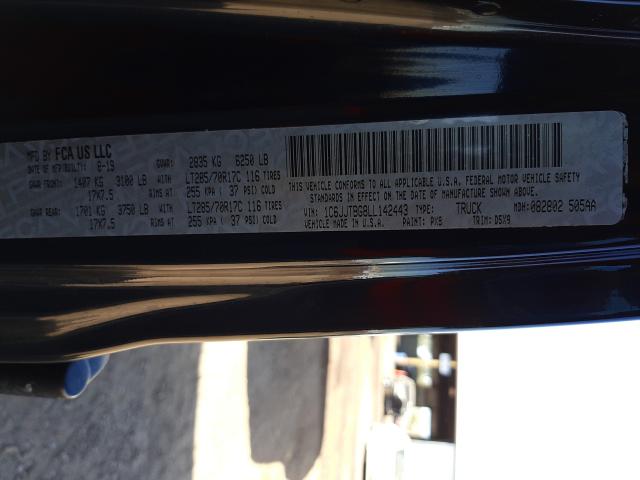 MFD BY FCA US LLC
DATE OF MFR/BUILT: 8-19 GVWR: 2835 KG 6250 LB
GAWR FRONT: 1407 KG 3100 LB WITH LT285/70R17C 116 TIRES
17X7.5 RIMS AT 255 KPA ( 37 PSI) COLD
GAWR REAR: 1701 KG 3750 LB WITH LT285/70R17C 116 TIRES
17X7.5 RIMS AT 255 KPA ( 37 PSI) COLD
THIS VEHICLE CONFORMS TO ALL APPLICABLE U.S.A. FEDERAL MOTOR VEHICLE SAFETY
STANDARDS IN EFFECT ON THE DATE OF MANUFACTURE SHOWN ABOVE.
VIN: 1C6JJTBG8LL142443 TYPE: TRUCK MDH: 082802 505AA
VEHICLE MADE IN U.S.A. PAINT: PX8 TRIM: D5X9